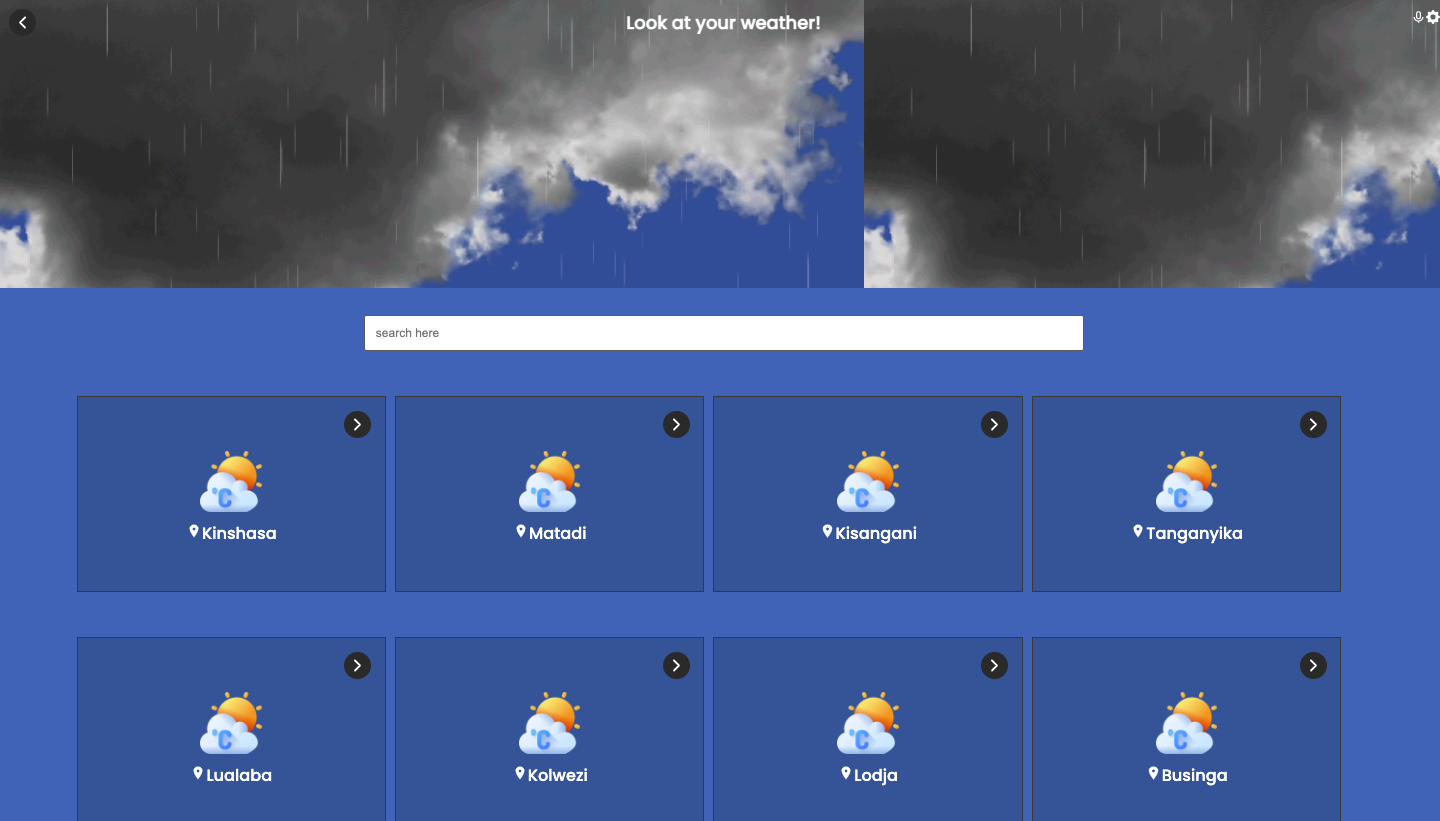 Look at your weather!
search here
°C
Kinshasa
°C
Matadi
°C
Kisangani
°C
Tanganyika
°C
Lualaba
°C
Kolwezi
°C
Lodja
°C
Businga